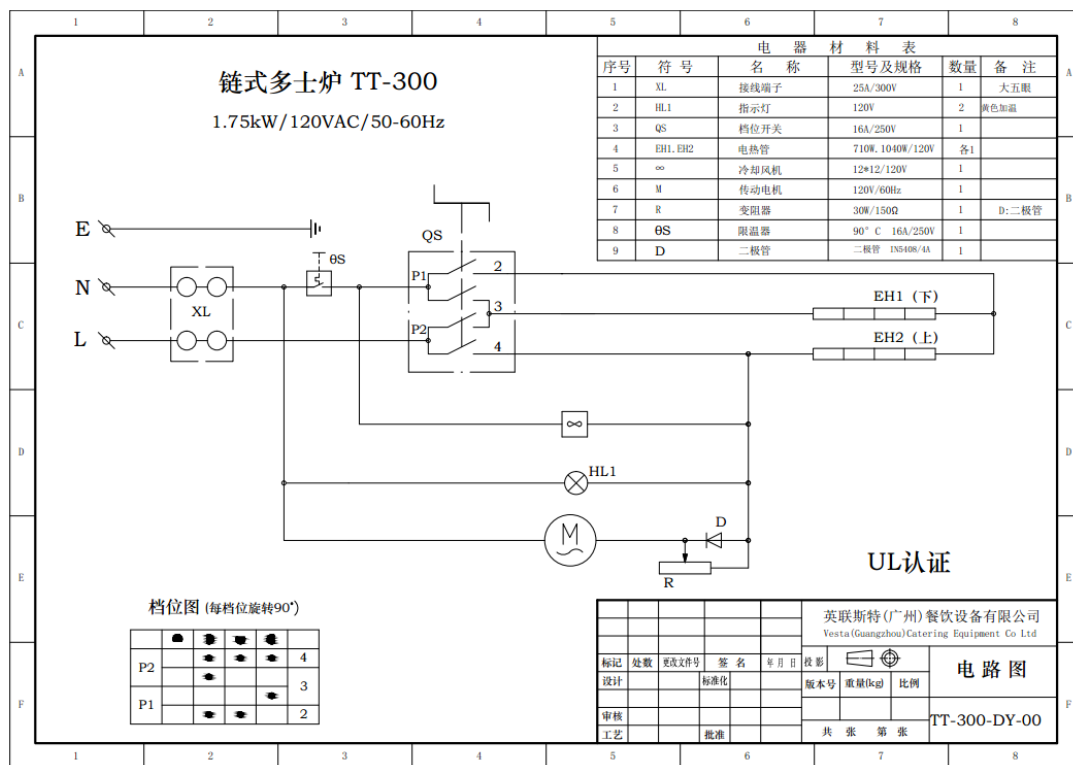 1 2 3 4 5 6 7 8
A
B
C
D
E
F
A
B
C
D
E
F
链式多士炉 TT-300
1.75kW/120VAC/50-60Hz
电 器 材 料 表
序号 符 号 名 称 型号及规格 数量 备 注
1 XL 接线端子 25A/300V 1 大五眼
2 HL1 指示灯 120V 2 黄色加温
3 QS 档位开关 16A/250V 1
4 EH1.EH2 电热管 710W.1040W/120V 各1
5 ∞ 冷却风机 12*12/120V 1
6 M 传动电机 120V/60Hz 1
7 R 变阻器 30W/150Ω 1 D:二极管
8 θS 限温器 90°C 16A/250V 1
9 D 二极管 二极管 IN5408/4A 1
E
QS
θS
N
P1
2
XL
3
EH1 (下)
L
P2
4
EH2 (上)
∞
HL1
M
D
R
UL认证
档位图 (每档位旋转90°)
P2
4
3
P1
2
英联斯特(广州)餐饮设备有限公司
Vesta(Guangzhou)Catering Equipment Co Ltd
标记 处数 更改文件号 签 名 年 月 日 投 影
设计 标准化 版本号 重量(kg) 比例
电 路 图
审核
工艺 批准 共 张 第 张
TT-300-DY-00
1 2 3 4 5 6 7 8